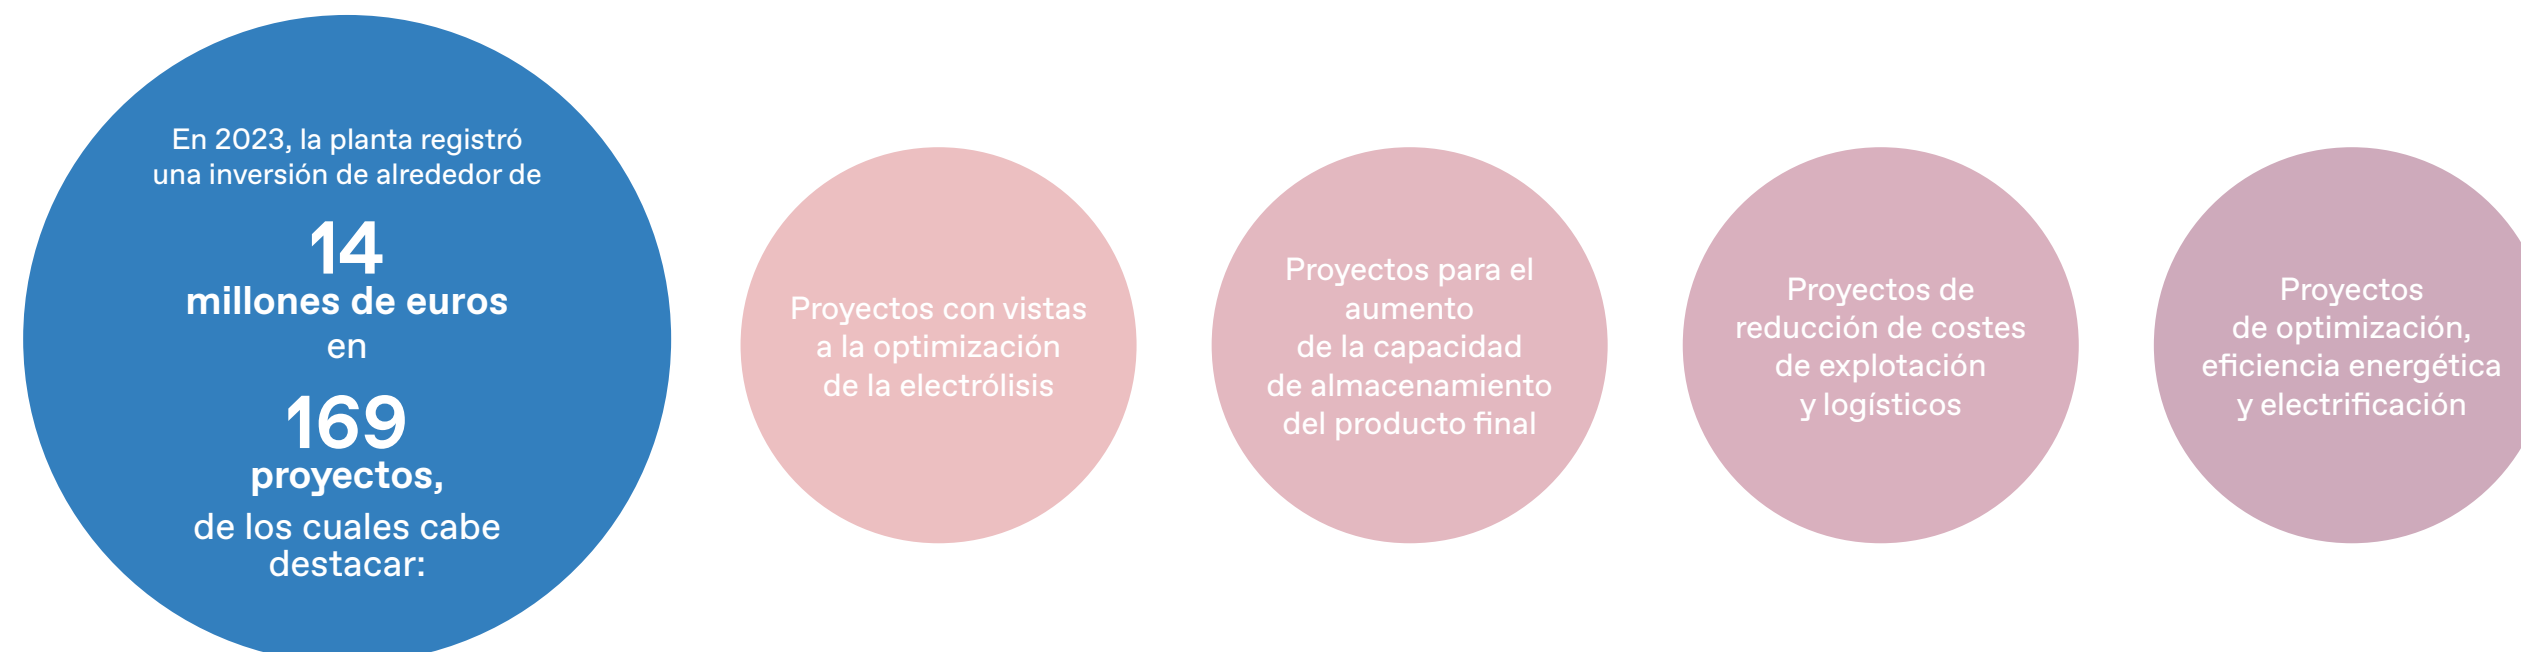 En 2023, la planta registró
una inversión de alrededor de
14
millones de euros
en
169
proyectos,
de los cuales cabe
destacar:
Proyectos con vistas
a la optimización
de la electrólisis
Proyectos para el
aumento
de la capacidad
de almacenamiento
del producto final
Proyectos de
reducción de costes
de explotación
y logísticos
Proyectos
de optimización,
eficiencia energética
y electrificación